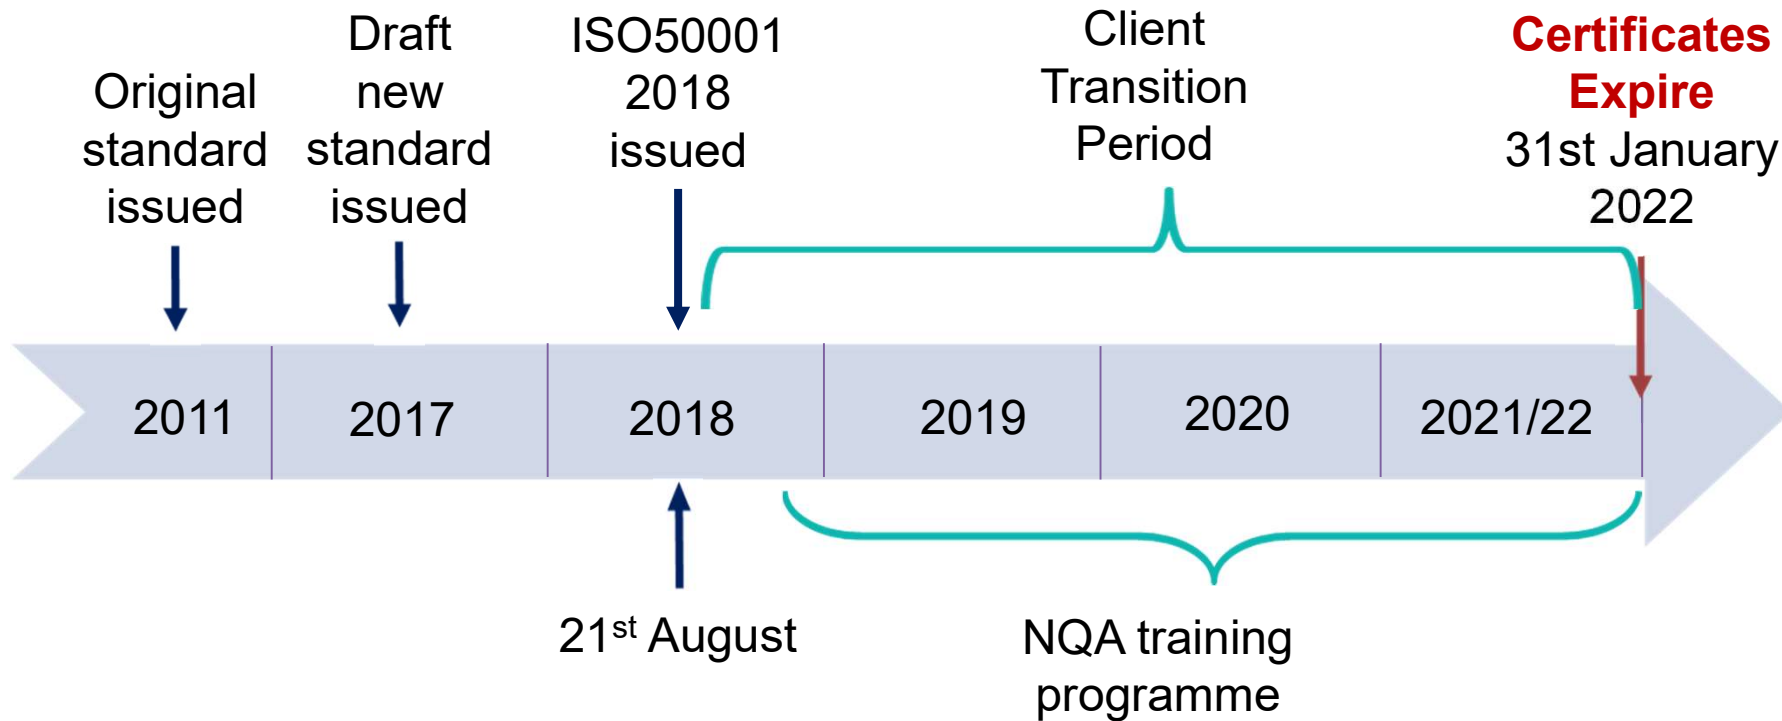 Original
standard
issued
Draft
new
standard
issued
ISO50001
2018
issued
Client
Transition
Period
Certificates
Expire
31st January
2022
2011
2017
2018
2019
2020
2021/22
21st August
NQA training
programme